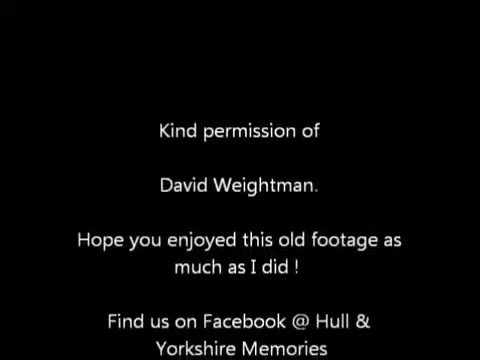 Kind permission of
David Weightman.
Hope you enjoyed this old footage as
much as I did !
Find us on Facebook @ Hull &
Yorkshire Memories